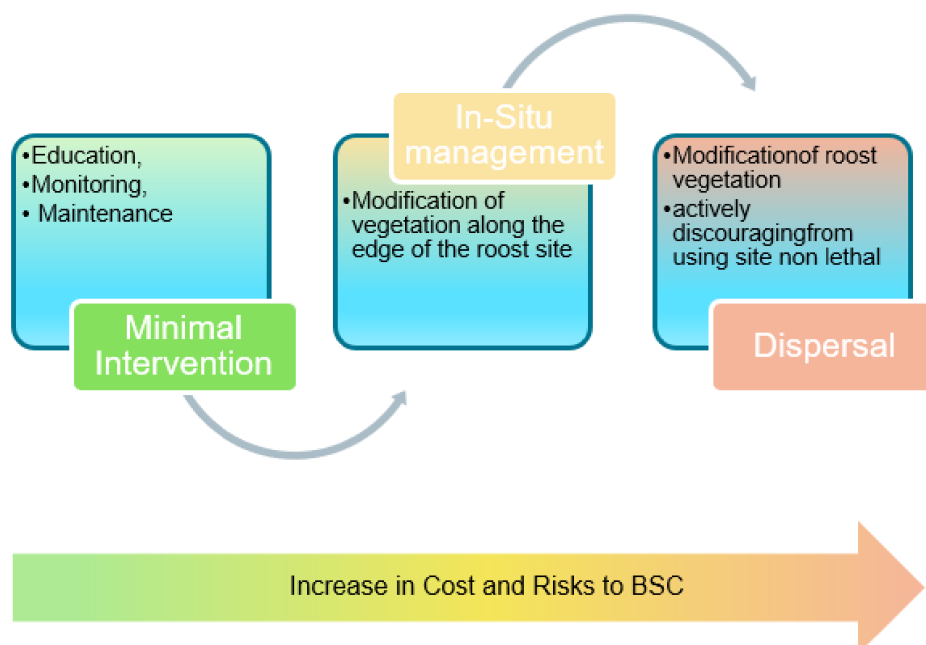 •Education,
•Monitoring,
• Maintenance
Minimal
Intervention
In-Situ
management
•Modification of
vegetation along the
edge of the roost site
•Modificationof roost
vegetation
•actively
discouragingfrom
using site non lethal
Dispersal
Increase in Cost and Risks to BSC